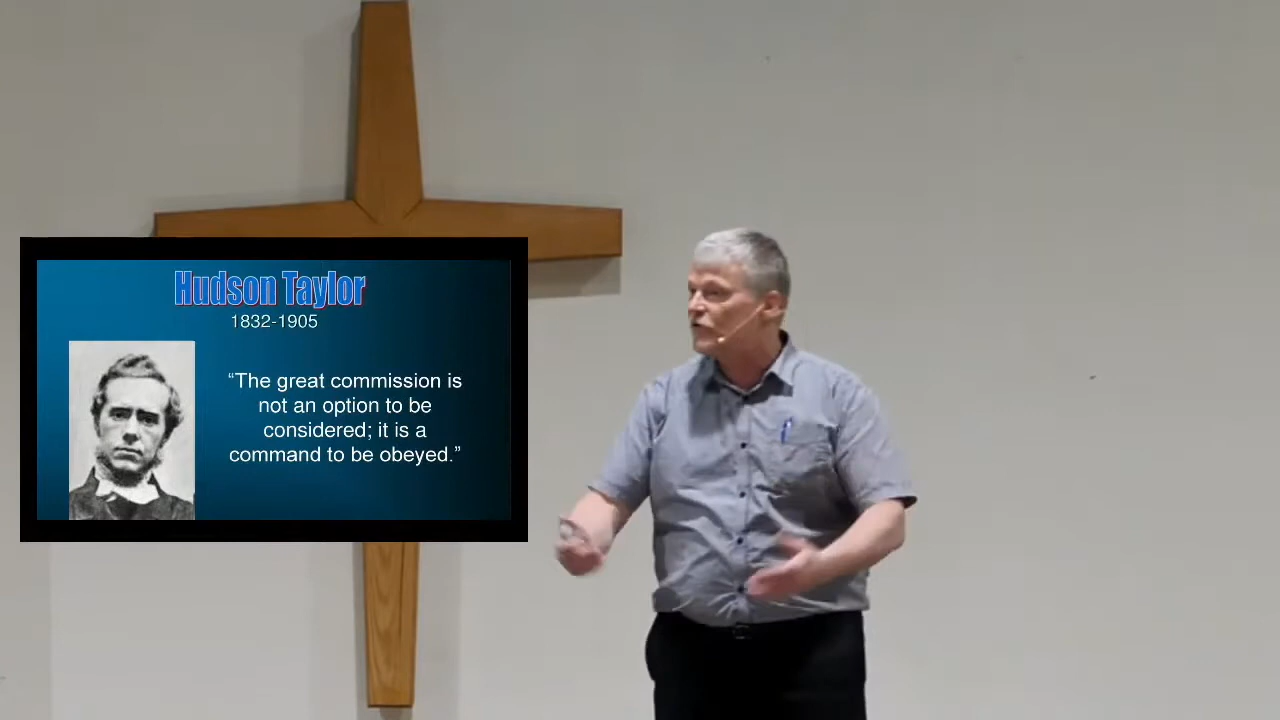 Hudson Taylor
1832-1905
“The great commission is
not an option to be
considered; it is a
command to be obeyed.”